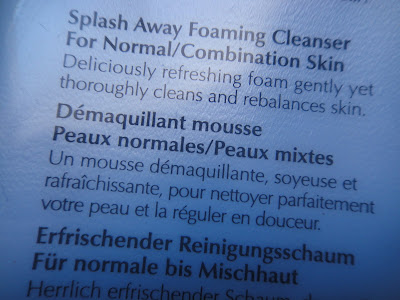 Splash Away Foaming Cleanser
For Normal/Combination Skin
Deliciously refreshing foam gently yet
thoroughly cleans and rebalances skin.
Démaquillant mousse
Peaux normales/Peaux mixtes
Un mousse démaquillante, soyeuse et
rafraîchissante, pour nettoyer parfaitement
votre peau et la réguler en douceur.
Erfrischender Reinigungsschaum
Für normale bis Mischhaut
Herrlich erfrischender